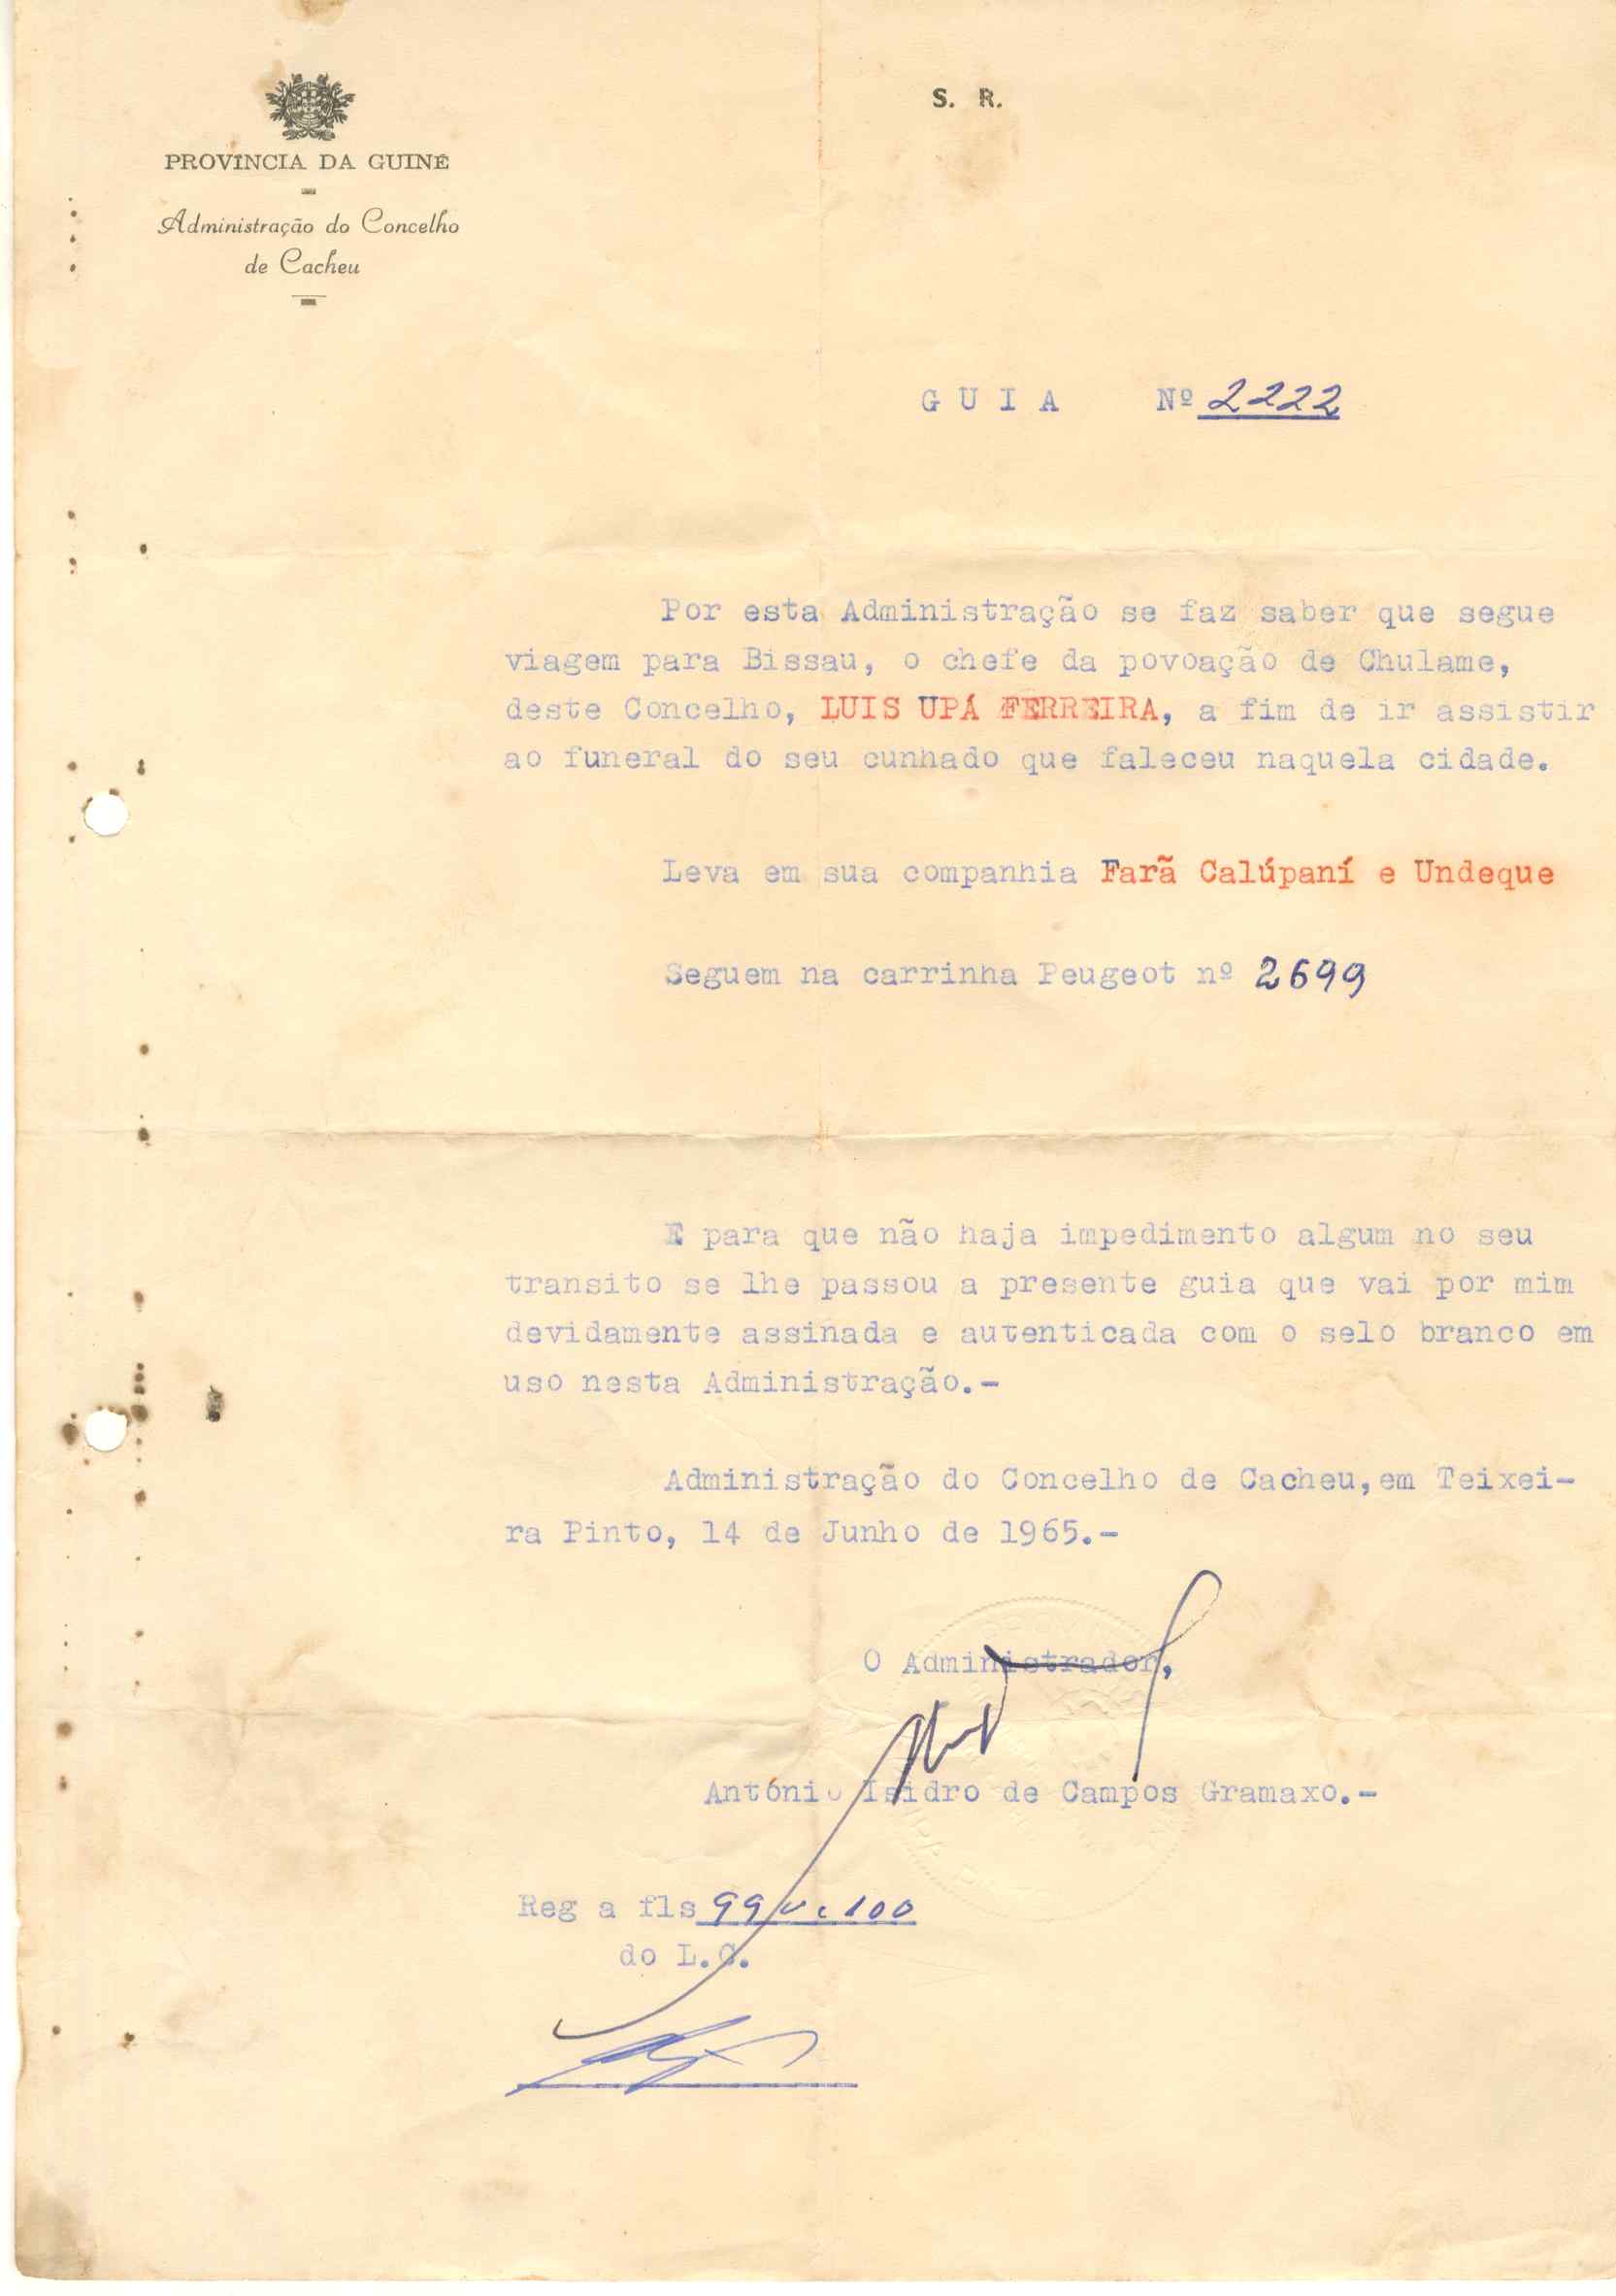 S. R.
PROVÍNCIA DA GUINÉ
Administração do Concelho
de Cacheu
G U I A Nº 2222
Por esta Administração se faz saber que segue
viagem para Bissau, o chefe da povoação de Chulame,
deste Concelho, LUIS UPÁ FERREIRA, a fim de ir assistir
ao funeral do seu cunhado que faleceu naquela cidade.
Leva em sua companhia Farã Calúpaní e Undeque
Seguem na carrinha Peugeot nº 2699
E para que não haja impedimento algum no seu
transito se lhe passou a presente guia que vai por mim
devidamente assinada e autenticada com o selo branco em
uso nesta Administração.-
Administração do Concelho de Cacheu,em Teixei-
ra Pinto, 14 de Junho de 1965.-
O Administrador,
António Isidro de Campos Gramaxo.-
Reg a fls 99 100
do L.